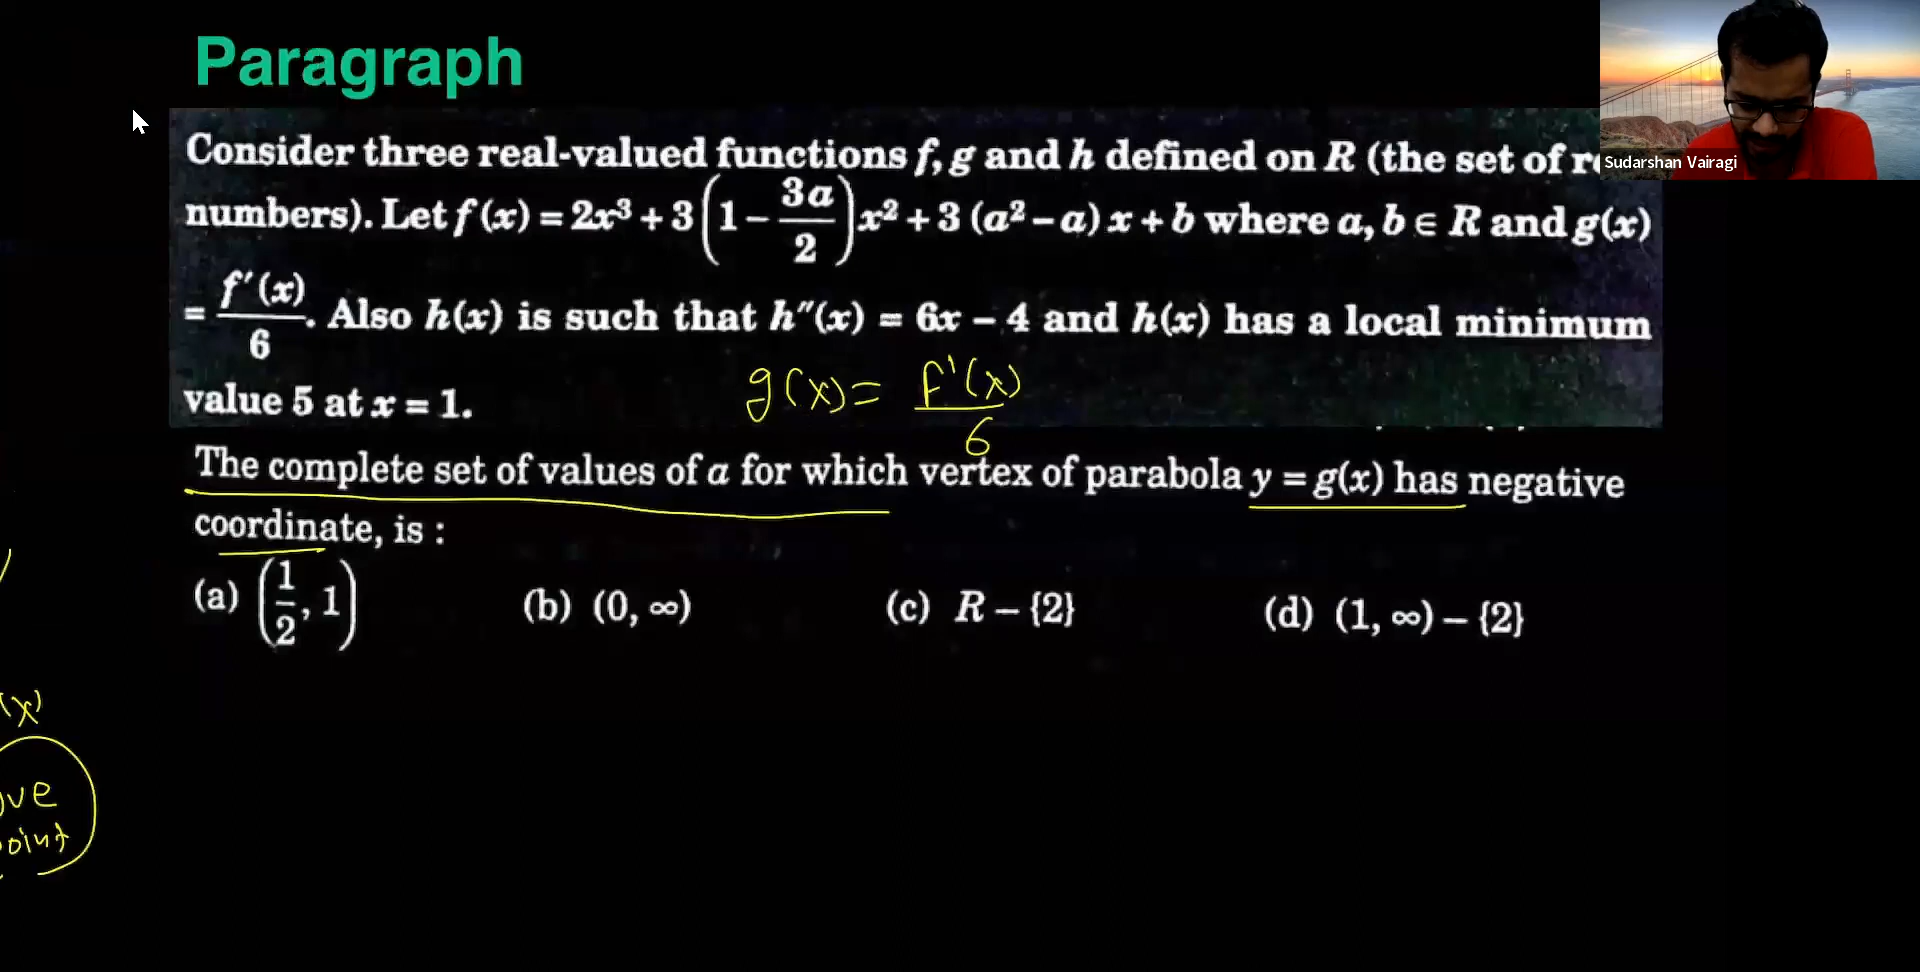 Paragraph
Consider three real-valued functions f, g and h defined on R (the set of
numbers). Let f (x) = 2x³ + 3(1 − 3a/2)x² + 3 (a² − a) x + b where a, b ∈ R and g(x)
= f′(x)/6. Also h(x) is such that h″(x) = 6x − 4 and h(x) has a local minimum
value 5 at x = 1.
g(x) = f'(x)/6
The complete set of values of a for which vertex of parabola y = g(x) has negative
coordinate, is :
(a) (1/2, 1) (b) (0, ∞) (c) R − {2} (d) (1, ∞) − {2}
(x)
ve
point
Sudarshan Vairagi